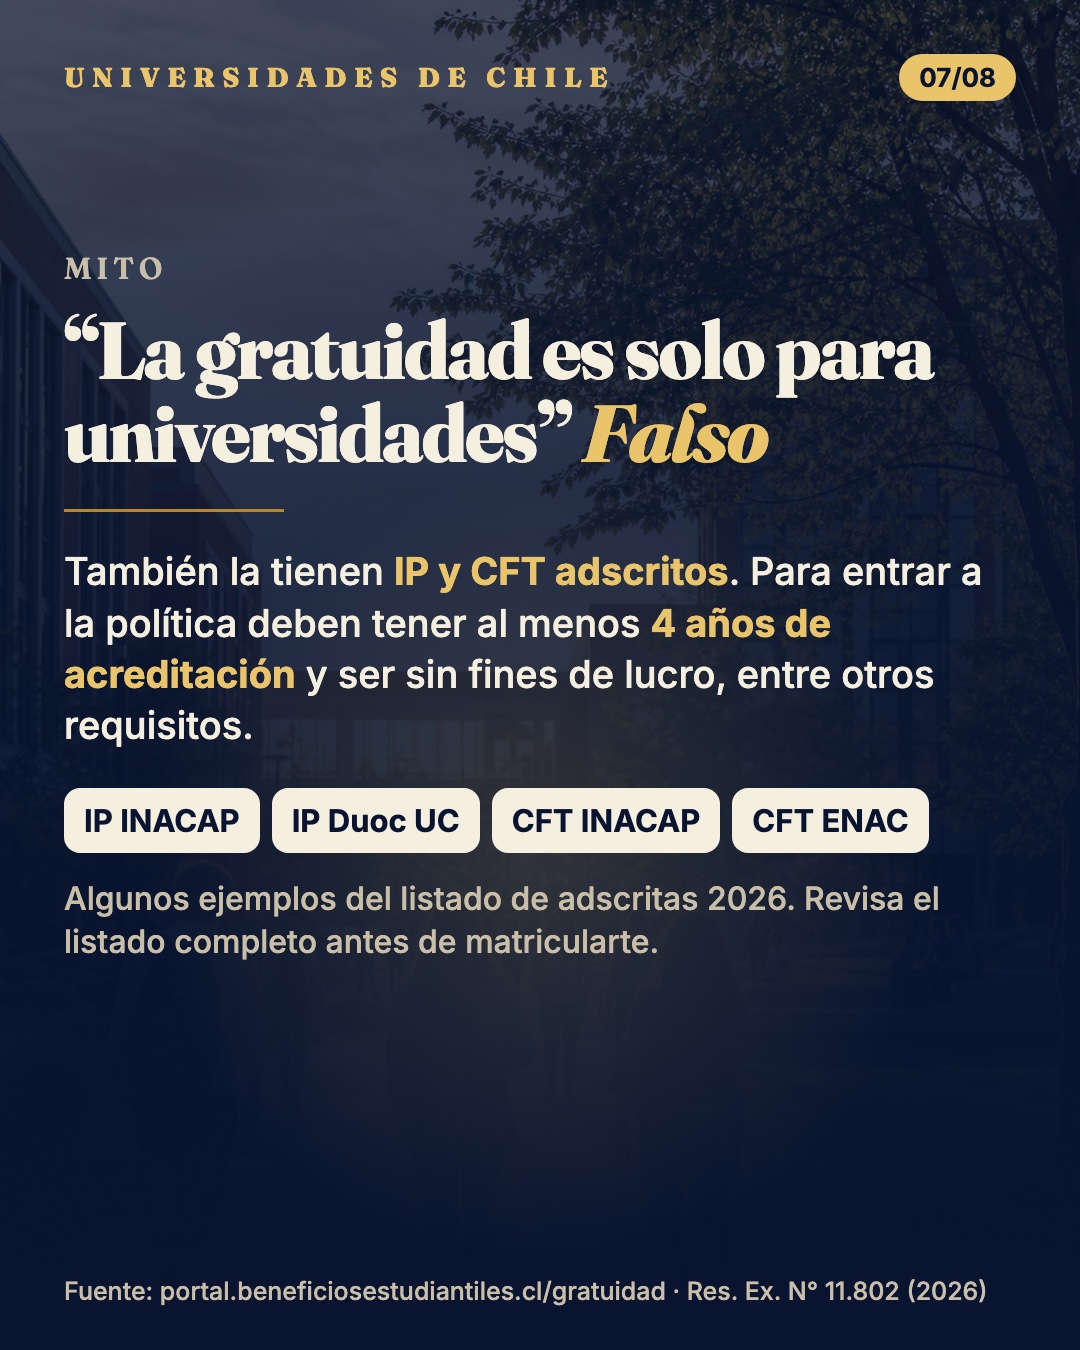 UNIVERSIDADES DE CHILE
07/08
MITO
“La gratuidad es solo para
universidades” Falso
También la tienen IP y CFT adscritos. Para entrar a
la política deben tener al menos 4 años de
acreditación y ser sin fines de lucro, entre otros
requisitos.
IP INACAP IP Duoc UC CFT INACAP CFT ENAC
Algunos ejemplos del listado de adscritas 2026. Revisa el
listado completo antes de matricularte.
Fuente: portal.beneficiosestudiantiles.cl/gratuidad · Res. Ex. N° 11.802 (2026)